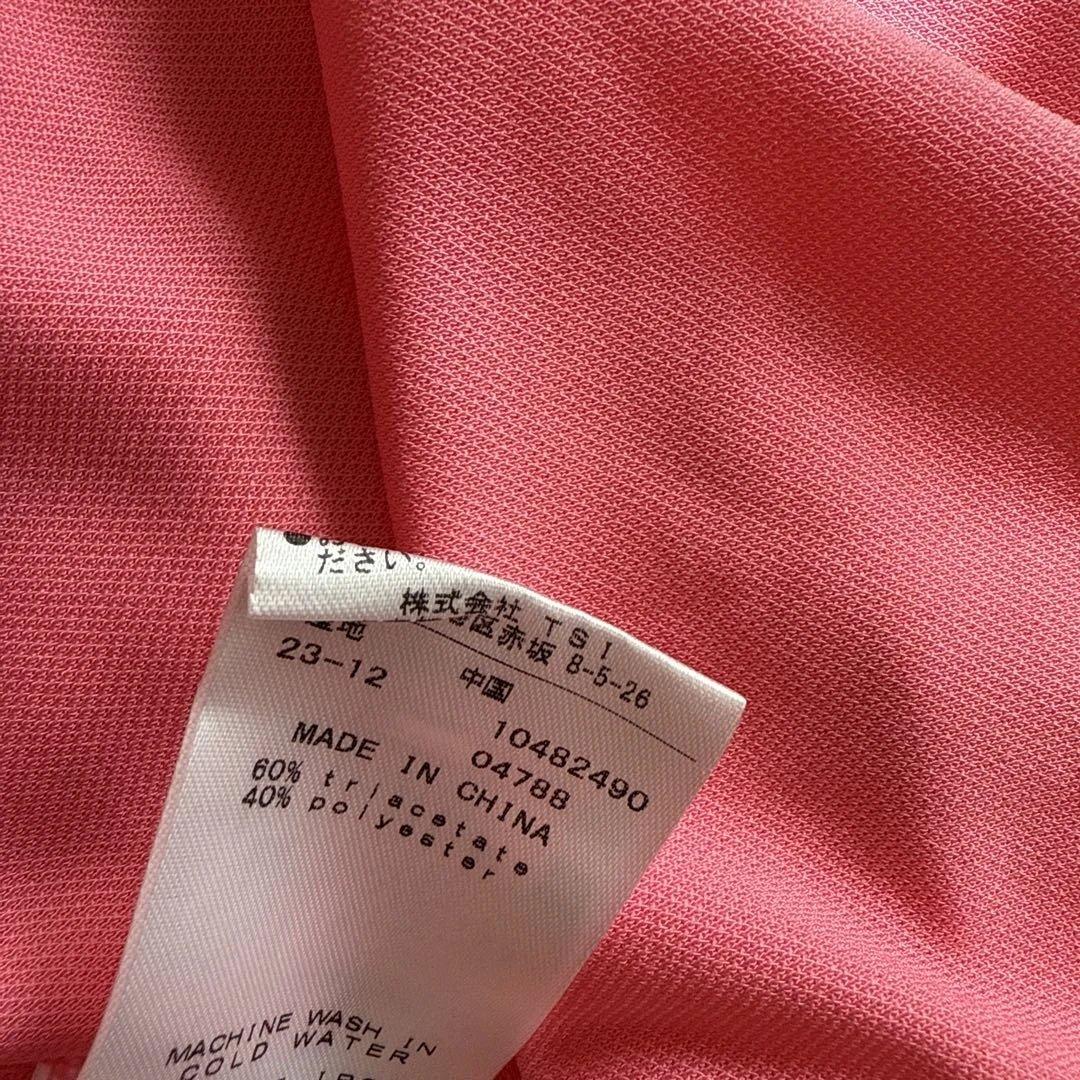 ださい。
株式会社 TSI
区赤坂 8-5-26
地
23-12 中国
10482490
04788
MADE IN CHINA
60% triacetate
40% polyester
MACHINE WASH IN
COLD WATER